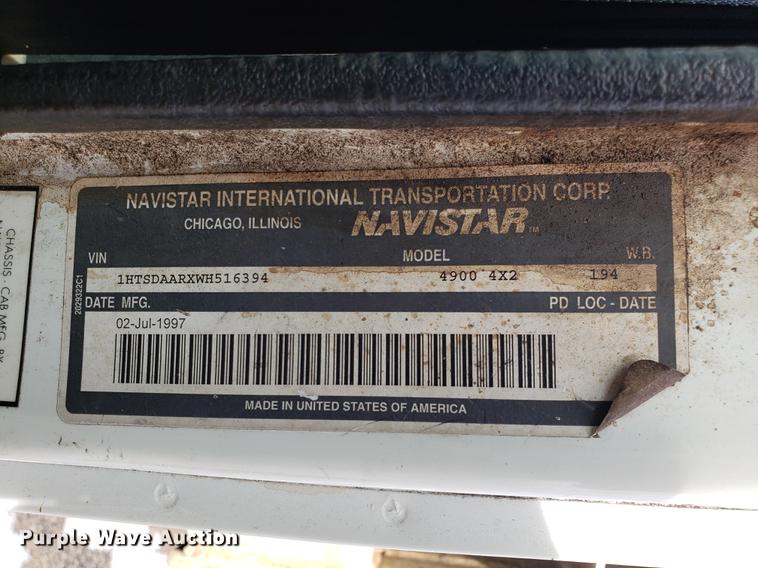 NAVISTAR INTERNATIONAL TRANSPORTATION CORP.
CHICAGO, ILLINOIS NAVISTAR TM
VIN MODEL W.B.
1HTSDAARXWH516394 4900 4X2 194
DATE MFG. PD LOC - DATE
02-Jul-1997
MADE IN UNITED STATES OF AMERICA
2029322C1
CHASSIS - CAB MFG. BY
Purple Wave Auction